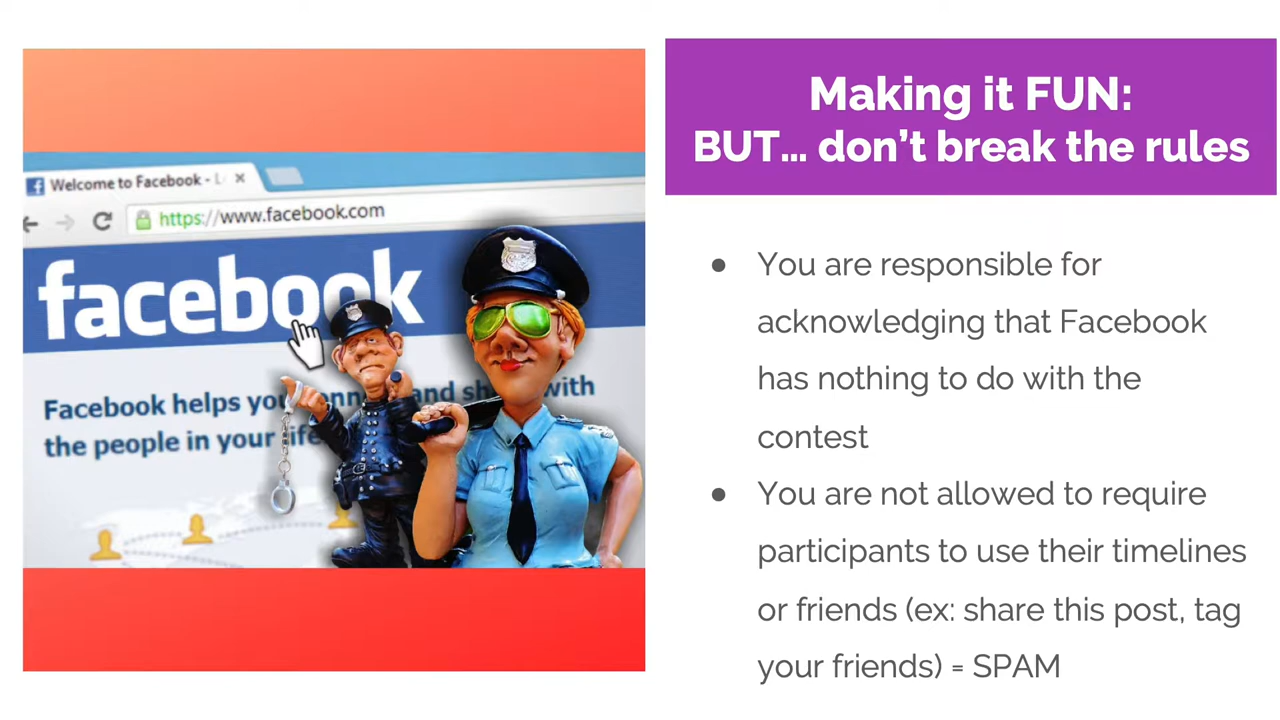 Making it FUN:
BUT... don't break the rules
Welcome to Facebook -
https://www.facebook.com
facebook
Facebook helps you and with
the people in your
● You are responsible for
acknowledging that Facebook
has nothing to do with the
contest
● You are not allowed to require
participants to use their timelines
or friends (ex: share this post, tag
your friends) = SPAM